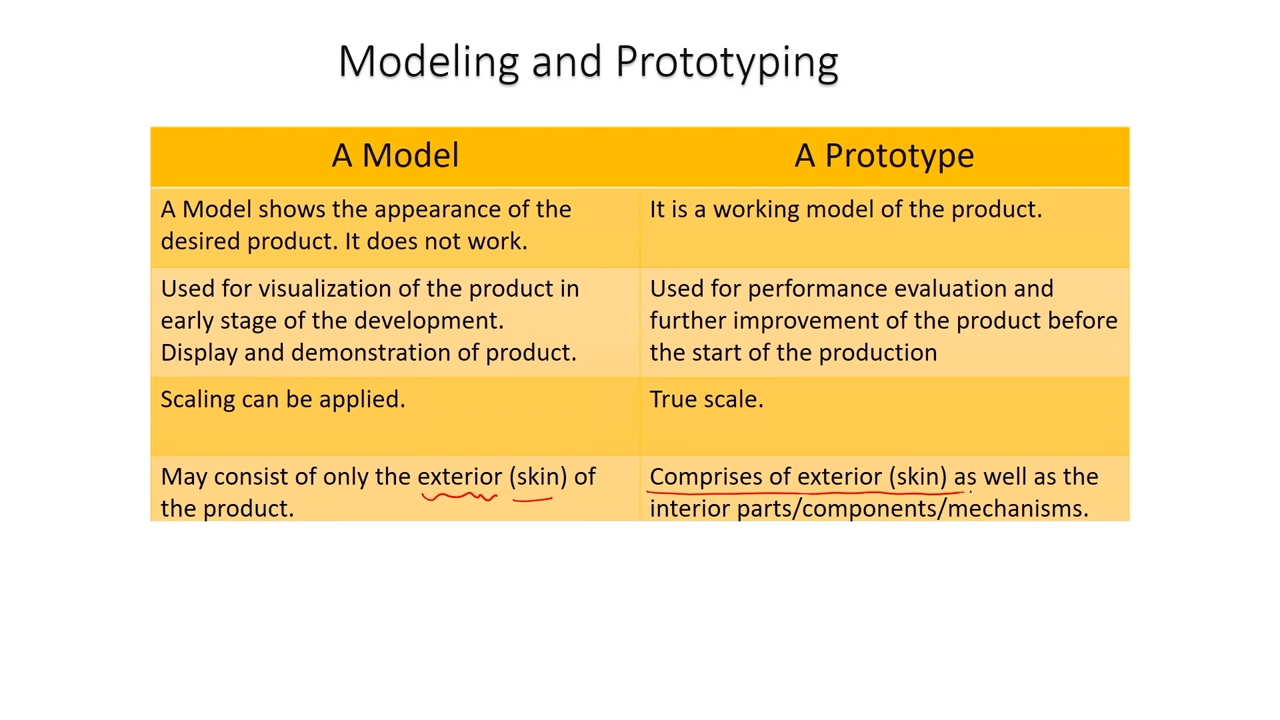 Modeling and Prototyping
A Model
A Prototype
A Model shows the appearance of the
desired product. It does not work.
It is a working model of the product.
Used for visualization of the product in
early stage of the development.
Display and demonstration of product.
Used for performance evaluation and
further improvement of the product before
the start of the production
Scaling can be applied.
True scale.
May consist of only the exterior (skin) of
the product.
Comprises of exterior (skin) as well as the
interior parts/components/mechanisms.